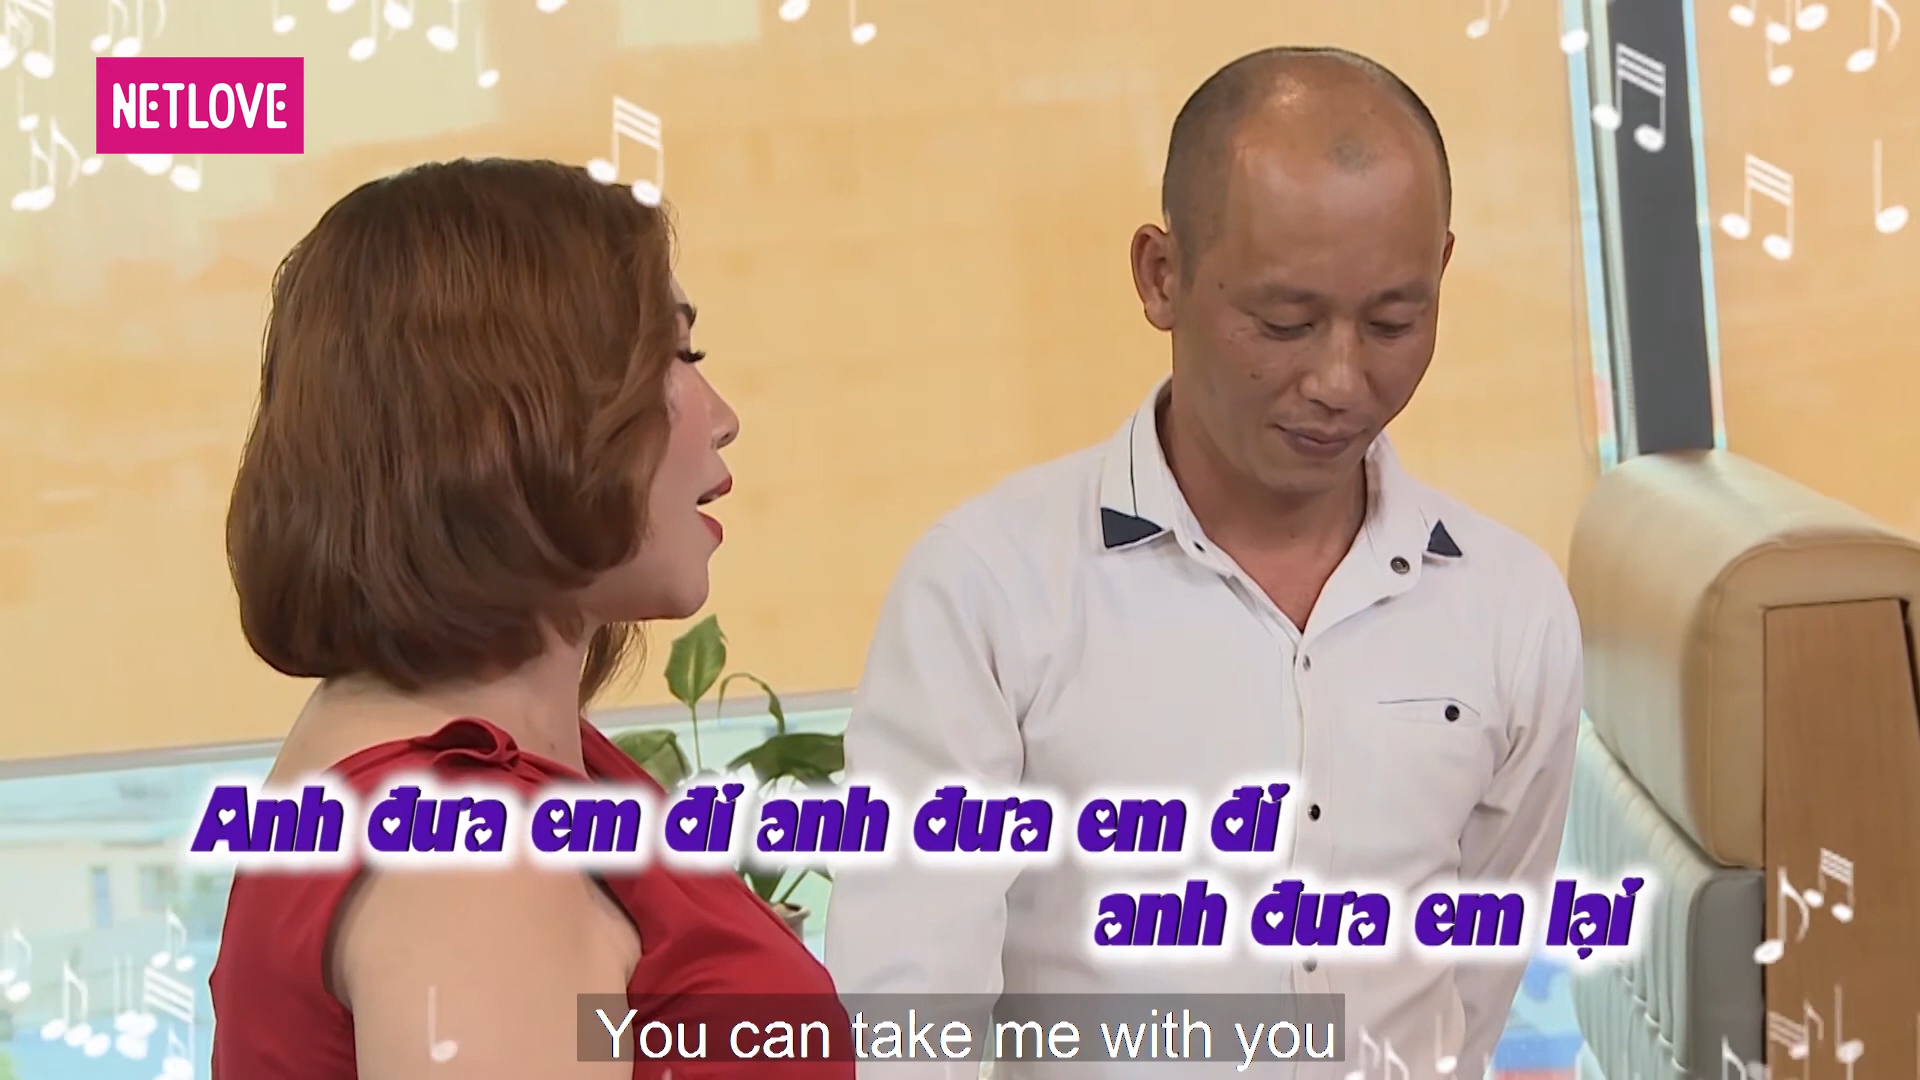 NETLOVE
Anh đưa em đi anh đưa em đi
anh đưa em lại
You can take me with you